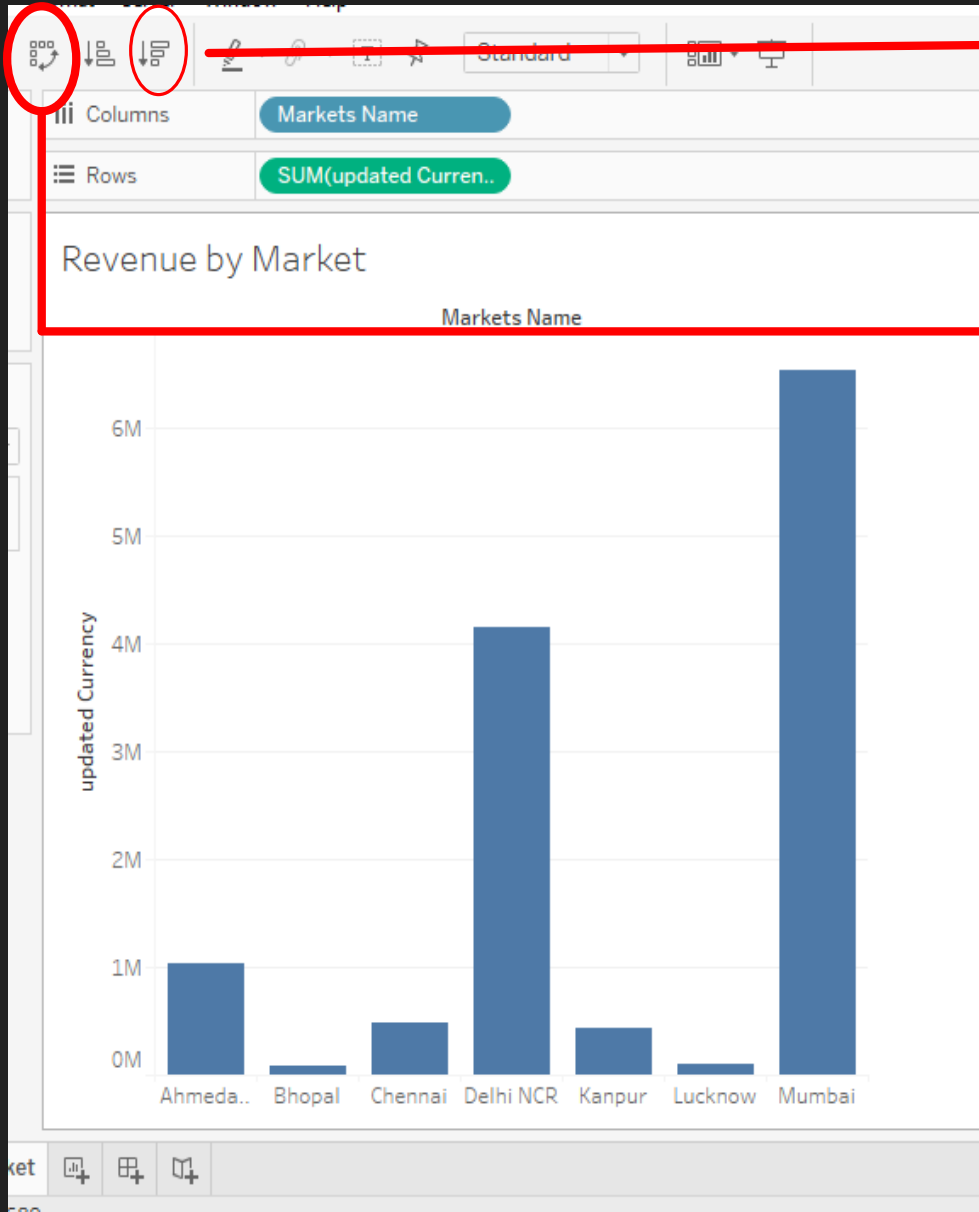 Standard
Columns Markets Name
Rows SUM(updated Curren..
Revenue by Market
Markets Name
6M
5M
4M
3M
2M
1M
0M
updated Currency
Ahmeda.. Bhopal Chennai Delhi NCR Kanpur Lucknow Mumbai
ket